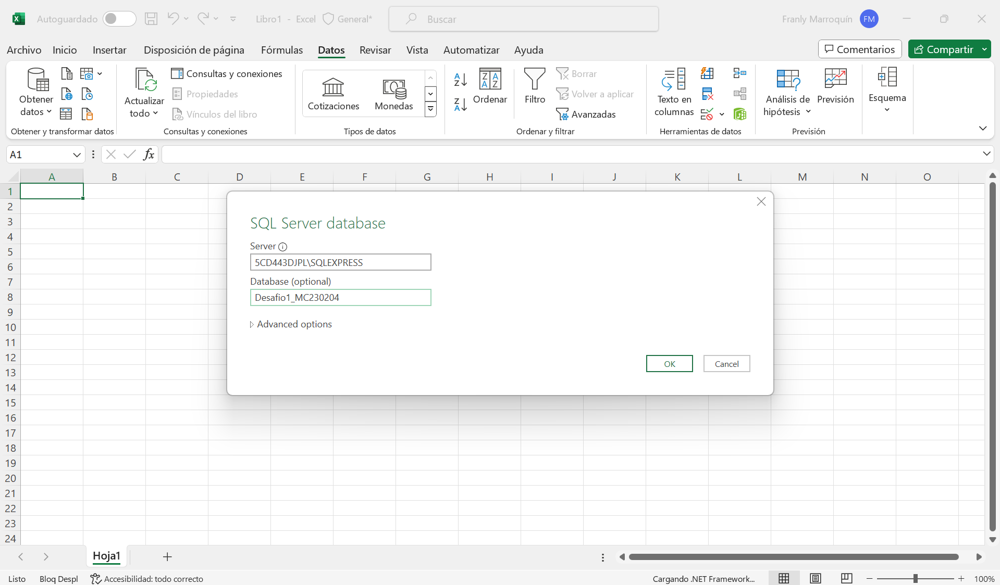 Autoguardado
Libro1 - Excel
General*
Buscar
Franly Marroquín
FM
Archivo
Inicio
Insertar
Disposición de página
Fórmulas
Datos
Revisar
Vista
Automatizar
Ayuda
Comentarios
Compartir
Obtener
datos
Obtener y transformar datos
Actualizar
todo
Consultas y conexiones
Propiedades
Vínculos del libro
Consultas y conexiones
Cotizaciones
Monedas
Tipos de datos
Ordenar
Filtro
Borrar
Volver a aplicar
Avanzadas
Ordenar y filtrar
Texto en
columnas
Herramientas de datos
Análisis de
hipótesis
Previsión
Previsión
Esquema
A1
fx
A B C D E F G H I J K L M N O
1
2
3
4
5
6
7
8
9
10
11
12
13
14
15
16
17
18
19
20
21
22
23
24
SQL Server database
Server
5CD443DJPL\SQLEXPRESS
Database (optional)
Desafio1_MC230204
Advanced options
OK
Cancel
Hoja1
Listo
Bloq Despl
Accesibilidad: todo correcto
Cargando .NET Framework...
100%